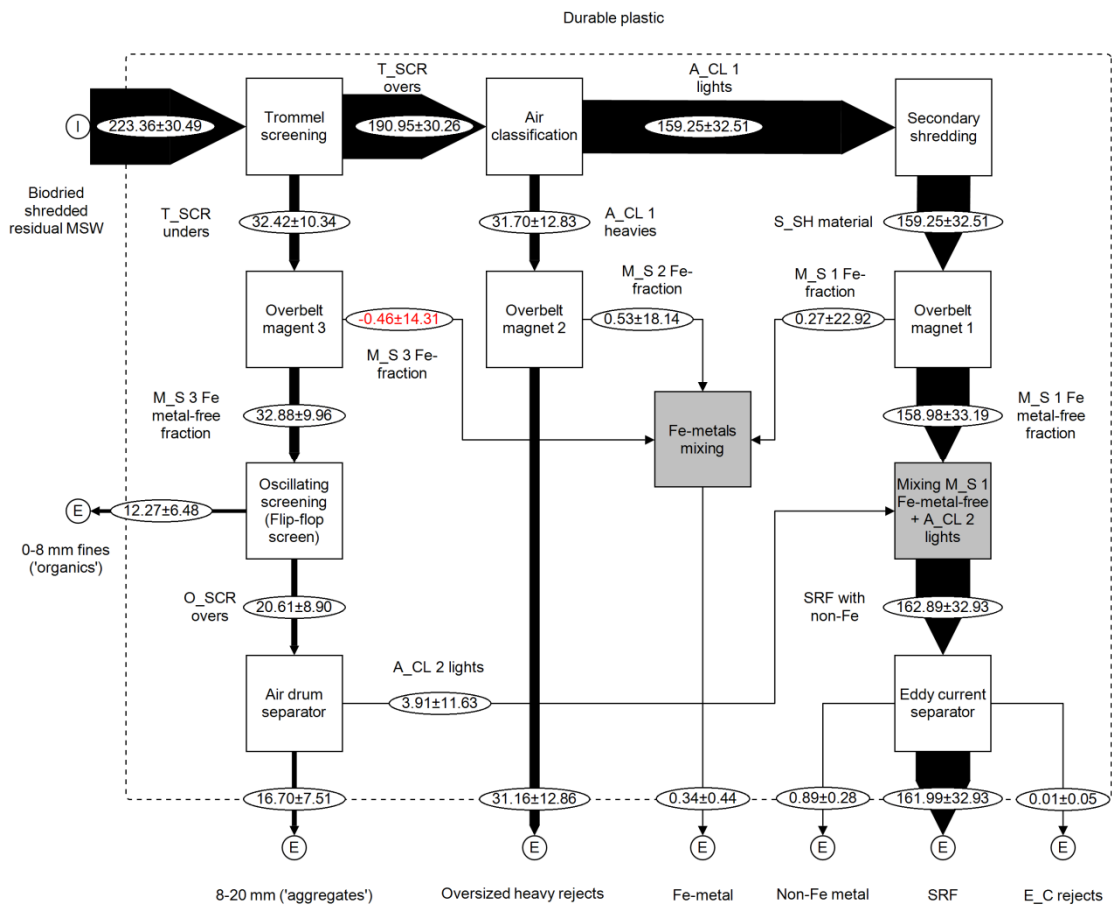 Durable plastic
T_SCR
overs
A_CL 1
lights
I
223.36±30.49
Trommel
screening
190.95±30.26
Air
classification
159.25±32.51
Secondary
shredding
Biodried
shredded
residual MSW
T_SCR
unders
32.42±10.34
31.70±12.83
A_CL 1
heavies
S_SH material
159.25±32.51
Overbelt
magent 3
-0.46±14.31
M_S 3 Fe-
fraction
Overbelt
magnet 2
M_S 2 Fe-
fraction
0.53±18.14
M_S 1 Fe-
fraction
0.27±22.92
Overbelt
magnet 1
M_S 3 Fe
metal-free
fraction
32.88±9.96
Fe-metals
mixing
158.98±33.19
M_S 1 Fe
metal-free
fraction
E
12.27±6.48
Oscillating
screening
(Flip-flop
screen)
Mixing M_S 1
Fe-metal-free
+ A_CL 2
lights
0-8 mm fines
('organics')
O_SCR
overs
20.61±8.90
SRF with
non-Fe
162.89±32.93
Air drum
separator
A_CL 2 lights
3.91±11.63
Eddy current
separator
16.70±7.51
31.16±12.86
0.34±0.44
0.89±0.28
161.99±32.93
0.01±0.05
E
E
E
E
E
E
8-20 mm ('aggregates')
Oversized heavy rejects
Fe-metal
Non-Fe metal
SRF
E_C rejects